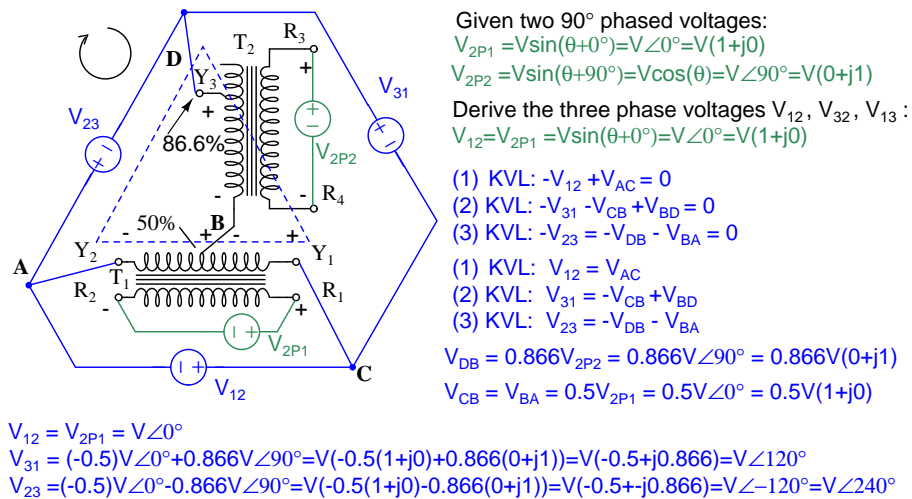 Given two 90° phased voltages:
V2P1 =Vsin(θ+0°)=V∠0°=V(1+j0)
V2P2 =Vsin(θ+90°)=Vcos(θ)=V∠90°=V(0+j1)
Derive the three phase voltages V12 , V32 , V13 :
V12=V2P1 =Vsin(θ+0°)=V∠0°=V(1+j0)
(1) KVL: -V12 +VAC = 0
(2) KVL: -V31 -VCB +VBD = 0
(3) KVL: -V23 = -VDB - VBA = 0
(1) KVL: V12 = VAC
(2) KVL: V31 = -VCB +VBD
(3) KVL: V23 = -VDB - VBA
VDB = 0.866V2P2 = 0.866V∠90° = 0.866V(0+j1)
VCB = VBA = 0.5V2P1 = 0.5V∠0° = 0.5V(1+j0)
D
T2
R3
Y3
+
+
V23
+ −
86.6%
+
−
V2P2
V31
+ −
-
-
R4
50%
B
-
+
-
+
Y2
Y1
A
T1
R2
R1
-
+
− +
V2P1
− +
V12
C
V12 = V2P1 = V∠0°
V31 = (-0.5)V∠0°+0.866V∠90°=V(-0.5(1+j0)+0.866(0+j1))=V(-0.5+j0.866)=V∠120°
V23 =(-0.5)V∠0°-0.866V∠90°=V(-0.5(1+j0)-0.866(0+j1))=V(-0.5+-j0.866)=V∠−120°=V∠240°